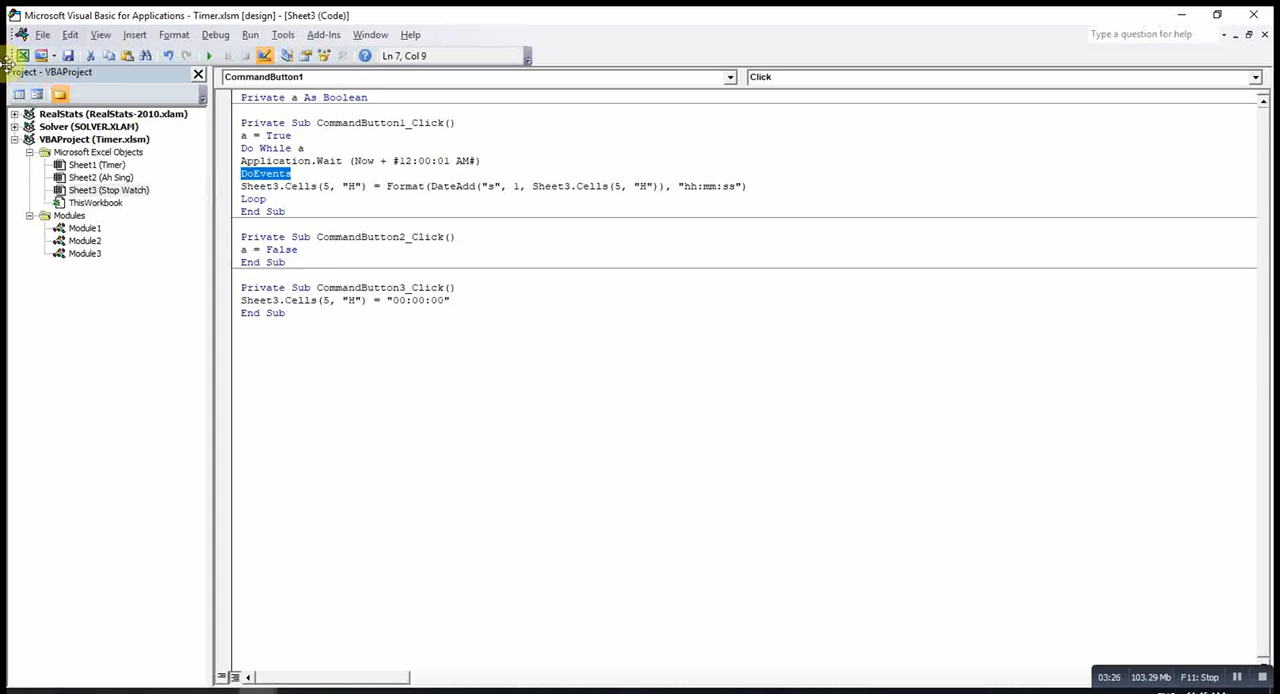 Microsoft Visual Basic for Applications - Timer.xlsm [design] - [Sheet3 (Code)]
File Edit View Insert Format Debug Run Tools Add-Ins Window Help
Type a question for help
Ln 7, Col 9
Project - VBAProject
CommandButton1
Click
RealStats (RealStats-2010.xlam)
Solver (SOLVER.XLAM)
VBAProject (Timer.xlsm)
Microsoft Excel Objects
Sheet1 (Timer)
Sheet2 (Ah Sing)
Sheet3 (Stop Watch)
ThisWorkbook
Modules
Module1
Module2
Module3
Private a As Boolean
Private Sub CommandButton1_Click()
a = True
Do While a
Application.Wait (Now + #12:00:01 AM#)
DoEvents
Sheet3.Cells(5, "H") = Format(DateAdd("s", 1, Sheet3.Cells(5, "H")), "hh:mm:ss")
Loop
End Sub
Private Sub CommandButton2_Click()
a = False
End Sub
Private Sub CommandButton3_Click()
Sheet3.Cells(5, "H") = "00:00:00"
End Sub
03:26 103.29 Mb F11: Stop